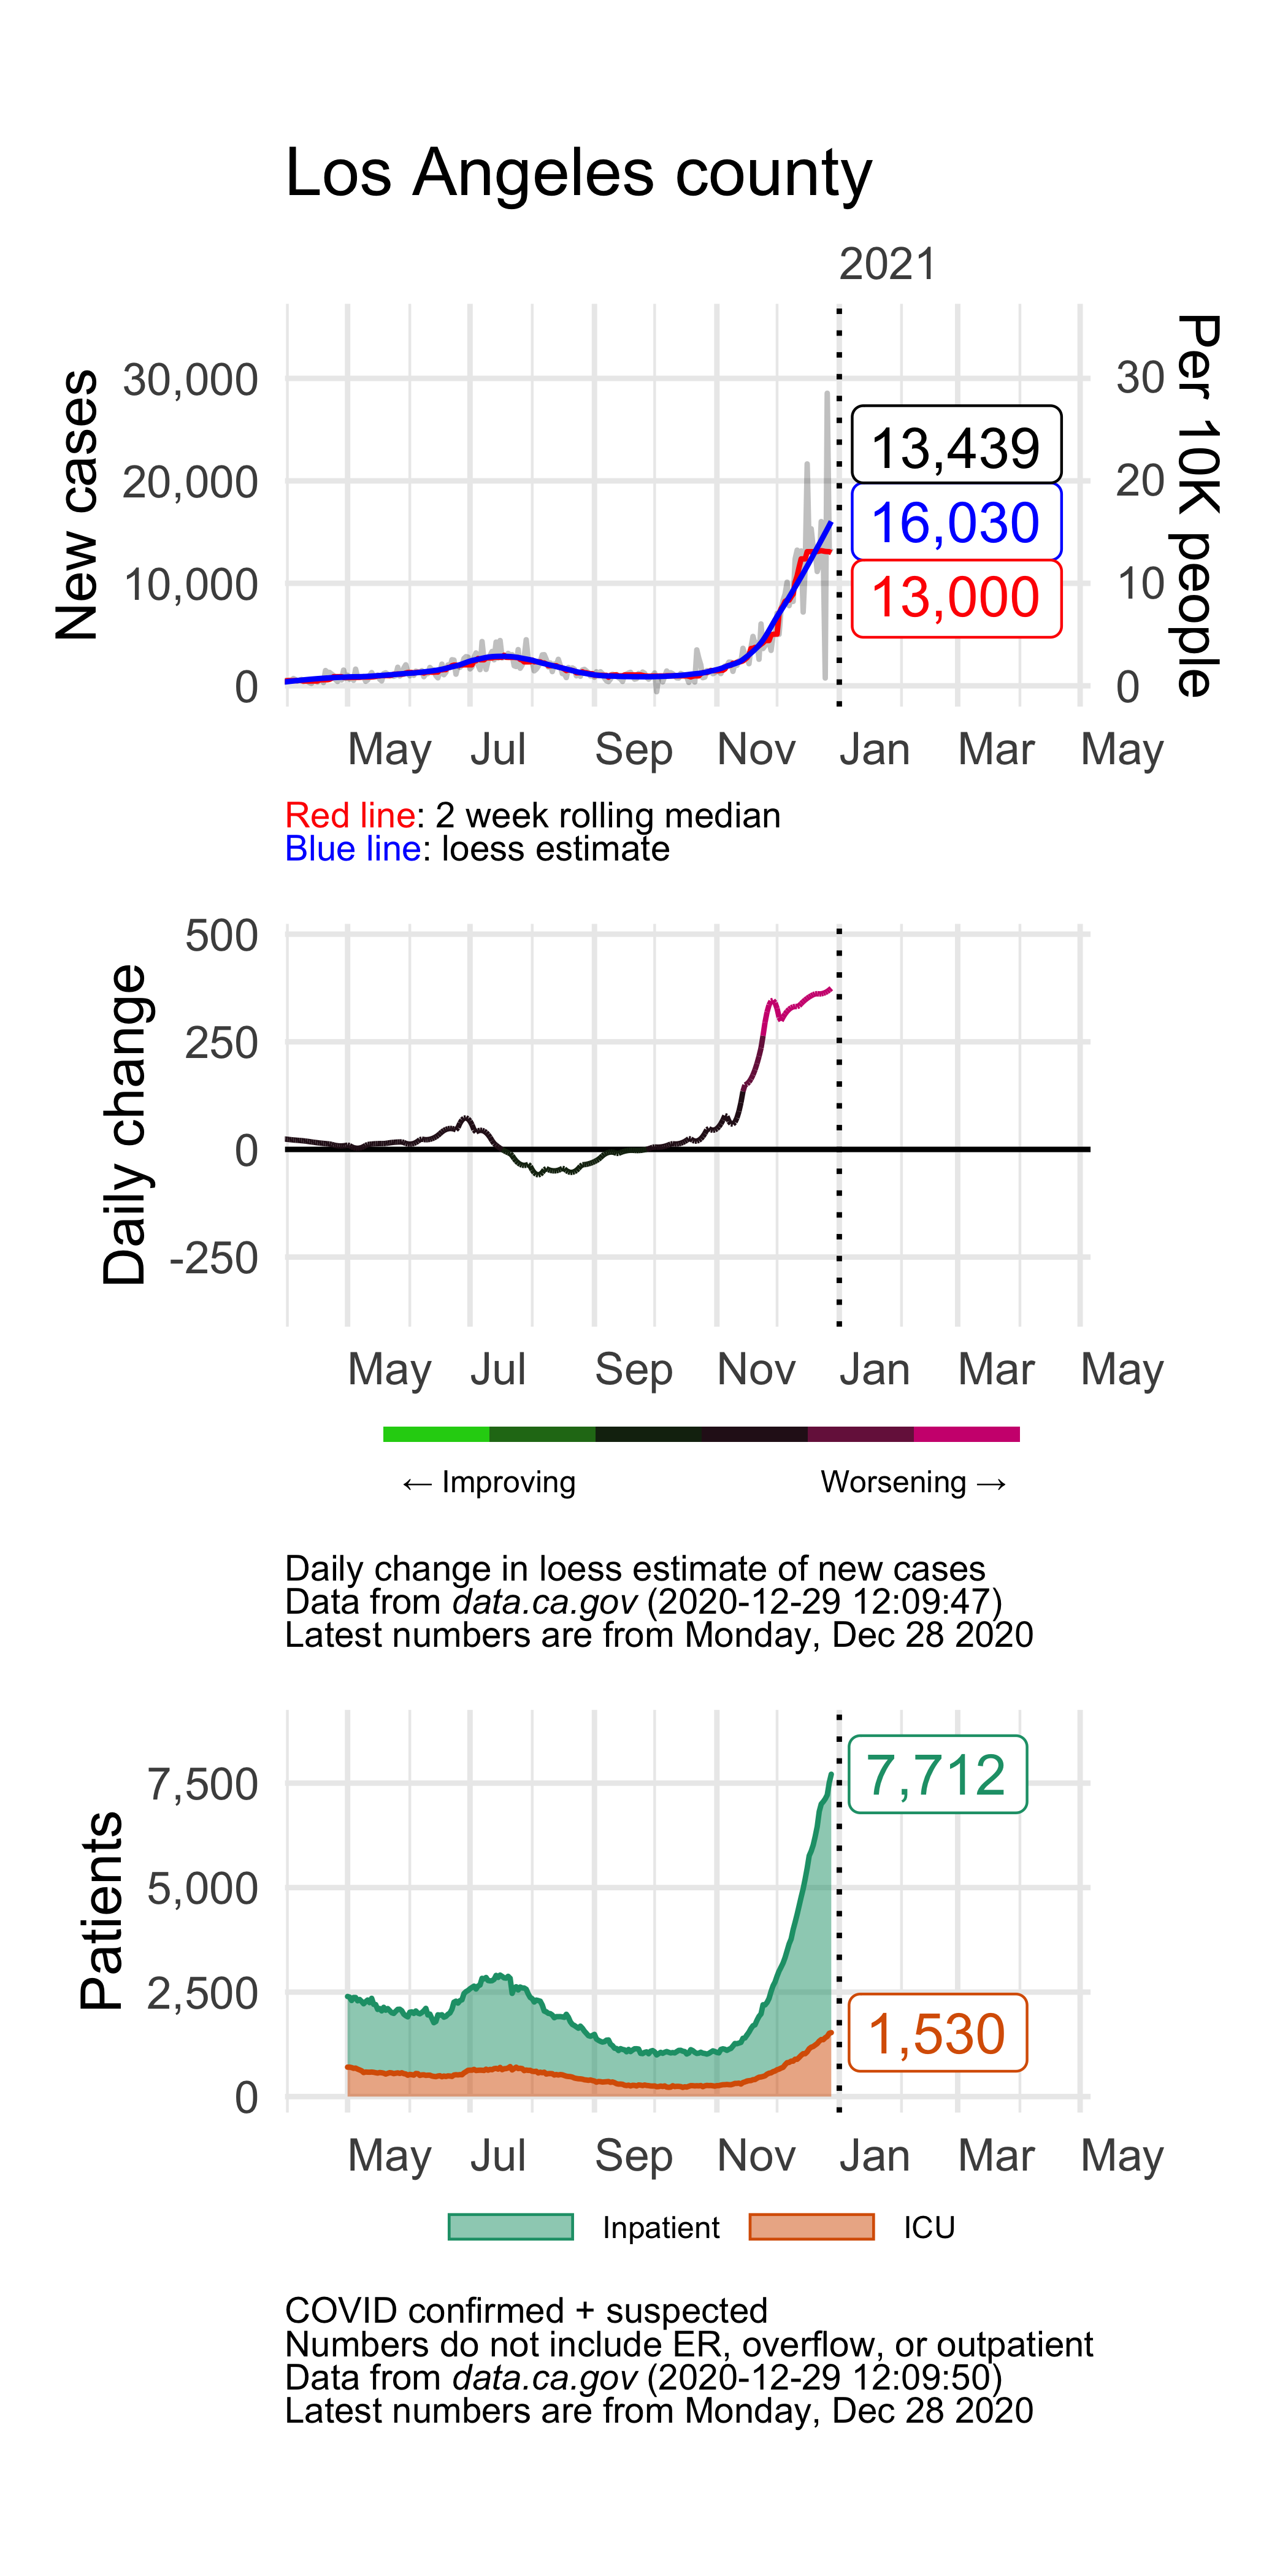 Los Angeles county
2021
New cases
30,000
20,000
10,000
0
30
20
10
0
Per 10K people
13,439
16,030
13,000
May Jul Sep Nov Jan Mar May
Red line: 2 week rolling median
Blue line: loess estimate
Daily change
500
250
0
-250
May Jul Sep Nov Jan Mar May
← Improving Worsening →
Daily change in loess estimate of new cases
Data from data.ca.gov (2020-12-29 12:09:47)
Latest numbers are from Monday, Dec 28 2020
Patients
7,500
5,000
2,500
0
7,712
1,530
May Jul Sep Nov Jan Mar May
Inpatient ICU
COVID confirmed + suspected
Numbers do not include ER, overflow, or outpatient
Data from data.ca.gov (2020-12-29 12:09:50)
Latest numbers are from Monday, Dec 28 2020